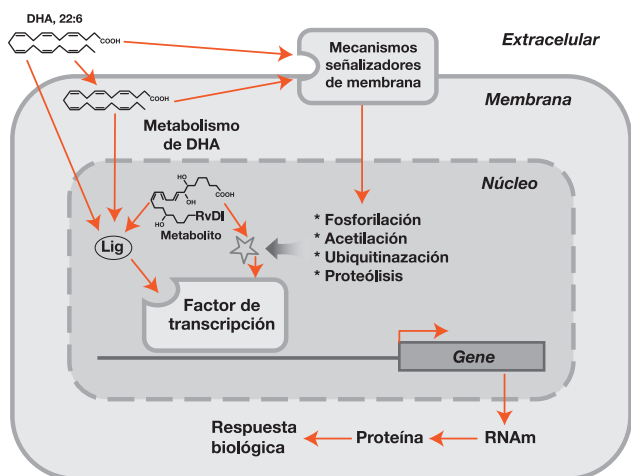 DHA, 22:6
COOH
Extracelular
Mecanismos
señalizadores
de membrana
COOH
Membrana
Metabolismo
de DHA
Núcleo
OH
COOH
OH
RvDI
HO
Metabolito
* Fosforilación
* Acetilación
* Ubiquitinazación
* Proteólisis
Lig
Factor de
transcripción
Gene
Respuesta
biológica
Proteína
RNAm